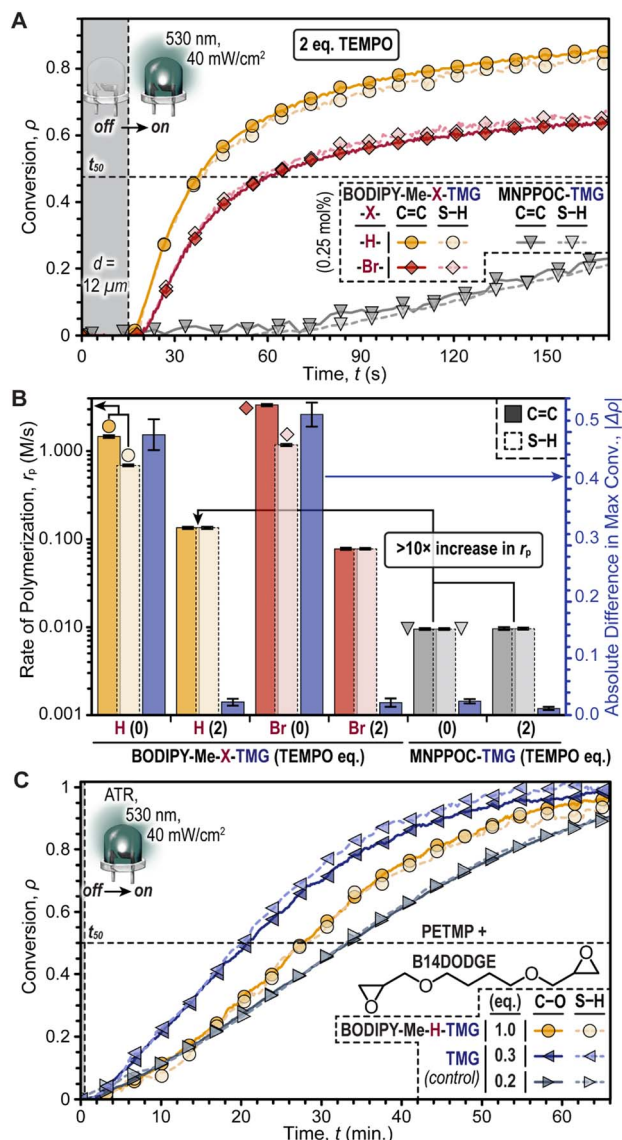 A
530 nm,
40 mW/cm²
2 eq. TEMPO
off → on
t50
d =
12 µm
(0.25 mol%)
BODIPY-Me-X-TMG MNPPOC-TMG
-X- C=C S–H C=C S–H
-H-
-Br-
Conversion, ρ
0.8
0.6
0.4
0.2
0
30 60 90 120 150
Time, t (s)
B
C=C
S–H
>10× increase in rp
Rate of Polymerization, rp (M/s)
1.000
0.100
0.010
0.001
Absolute Difference in Max Conv., |Δρ|
0.5
0.4
0.3
0.2
0.1
0.0
H (0) H (2) Br (0) Br (2) (0) (2)
BODIPY-Me-X-TMG (TEMPO eq.) MNPPOC-TMG (TEMPO eq.)
C
ATR,
530 nm,
40 mW/cm²
off → on
t50
PETMP +
B14DODGE
O O O O
(eq.) C–O S–H
BODIPY-Me-H-TMG 1.0
TMG 0.3
(control) 0.2
Conversion, ρ
1
0.8
0.6
0.4
0.2
0
0 10 20 30 40 50 60
Time, t (min.)